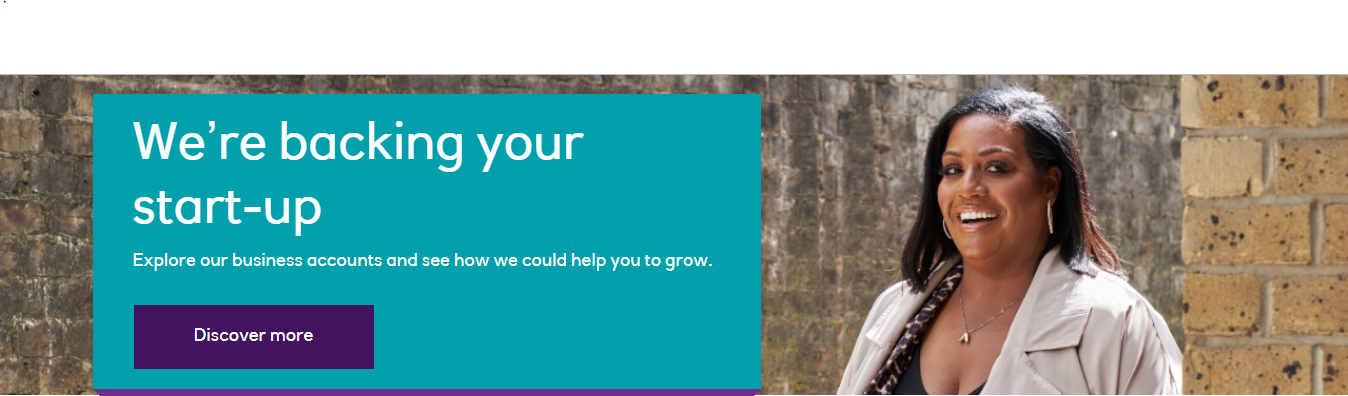 We’re backing your
start-up
Explore our business accounts and see how we could help you to grow.
Discover more